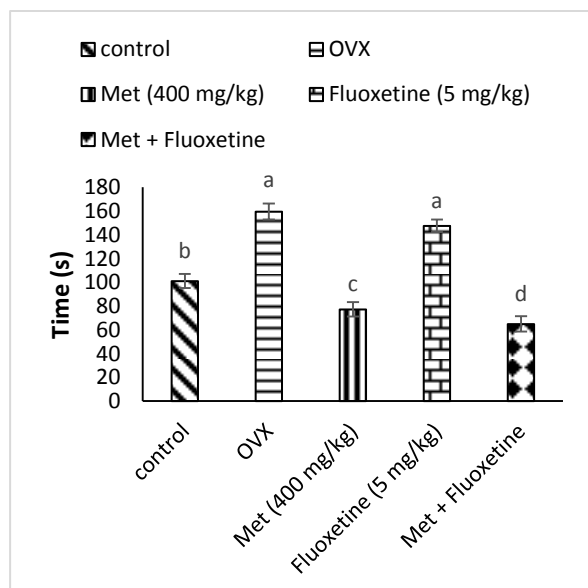 control OVX
Met (400 mg/kg) Fluoxetine (5 mg/kg)
Met + Fluoxetine
180
160
140
120
100
80
60
40
20
0
Time (s)
b
a
c
a
d
control
OVX
Met (400 mg/kg)
Fluoxetine (5 mg/kg)
Met + Fluoxetine